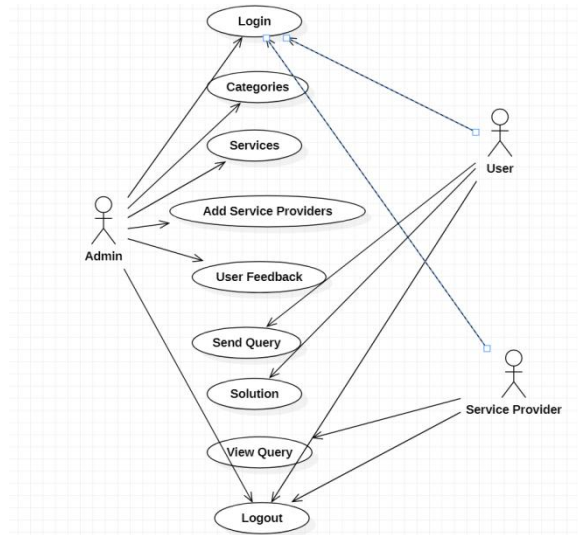 Login
Categories
Services
User
Add Service Providers
Admin
User Feedback
Send Query
Solution
Service Provider
View Query
Logout